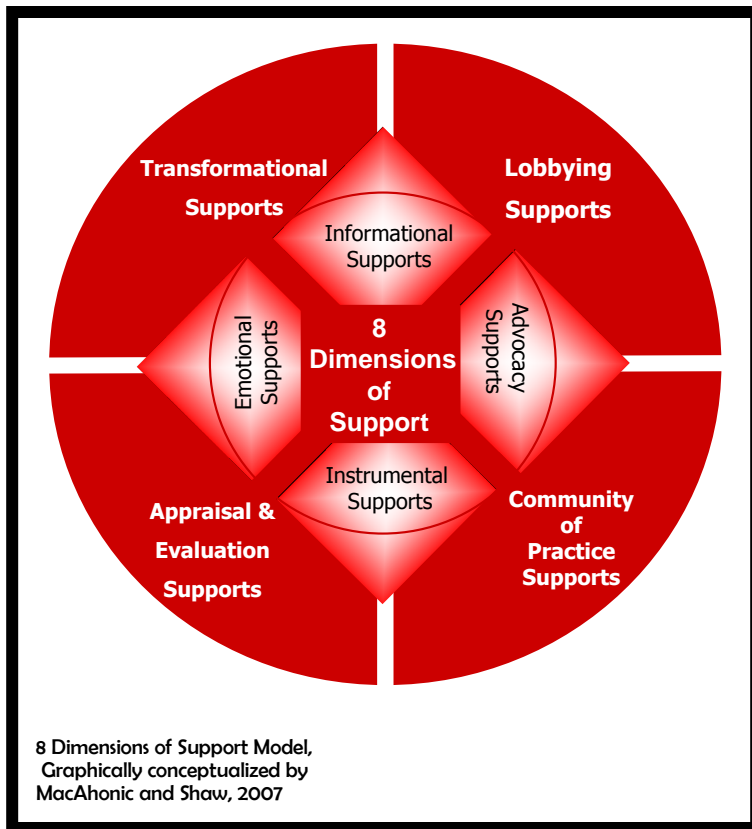 Transformational
Supports
Lobbying
Supports
Informational
Supports
Emotional
Supports
8
Dimensions
of
Support
Advocacy
Supports
Instrumental
Supports
Appraisal &
Evaluation
Supports
Community
of
Practice
Supports
8 Dimensions of Support Model,
Graphically conceptualized by
MacAhonic and Shaw, 2007